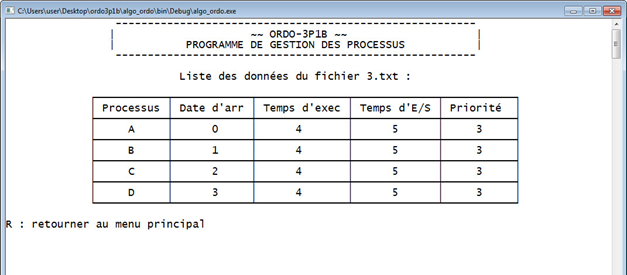 C:\Users\user\Desktop\ordo3p1b\algo_ordo\bin\Debug\algo_ordo.exe
~~ ORDO-3P1B ~~
PROGRAMME DE GESTION DES PROCESSUS
Liste des données du fichier 3.txt :
Processus Date d'arr Temps d'exec Temps d'E/S Priorité
A 0 4 5 3
B 1 4 5 3
C 2 4 5 3
D 3 4 5 3
R : retourner au menu principal